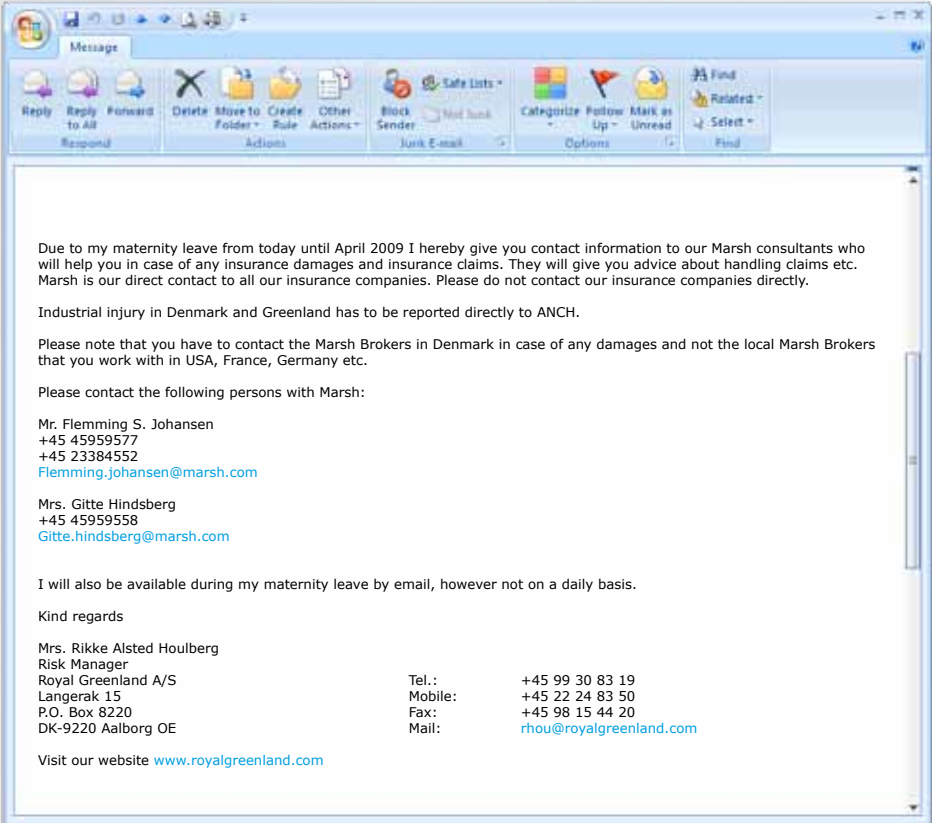 Message
Reply
Reply to All
Forward
Delete
Move to Folder
Create Rule
Other Actions
Block Sender
Safe Lists
Not Junk
Categorize
Follow Up
Mark as Unread
Find
Related
Select
Respond
Actions
Junk E-mail
Options
Find
Due to my maternity leave from today until April 2009 I hereby give you contact information to our Marsh consultants who
will help you in case of any insurance damages and insurance claims. They will give you advice about handling claims etc.
Marsh is our direct contact to all our insurance companies. Please do not contact our insurance companies directly.
Industrial injury in Denmark and Greenland has to be reported directly to ANCH.
Please note that you have to contact the Marsh Brokers in Denmark in case of any damages and not the local Marsh Brokers
that you work with in USA, France, Germany etc.
Please contact the following persons with Marsh:
Mr. Flemming S. Johansen
+45 45959577
+45 23384552
Flemming.johansen@marsh.com
Mrs. Gitte Hindsberg
+45 45959558
Gitte.hindsberg@marsh.com
I will also be available during my maternity leave by email, however not on a daily basis.
Kind regards
Mrs. Rikke Alsted Houlberg
Risk Manager
Royal Greenland A/S Tel.: +45 99 30 83 19
Langerak 15 Mobile: +45 22 24 83 50
P.O. Box 8220 Fax: +45 98 15 44 20
DK-9220 Aalborg OE Mail: rhou@royalgreenland.com
Visit our website www.royalgreenland.com